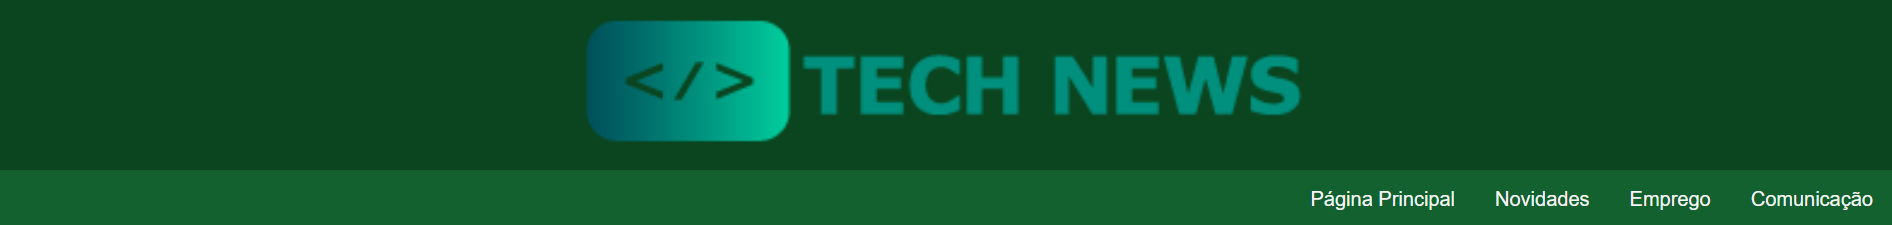 </> TECH NEWS
Página Principal Novidades Emprego Comunicação